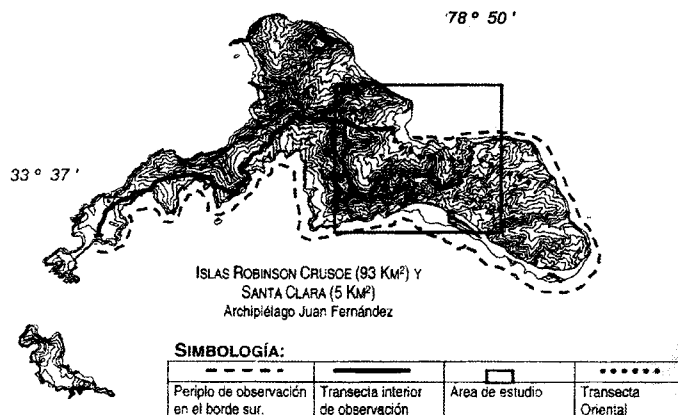 78 ° 50 '
33 ° 37 '
ISLAS ROBINSON CRUSOE (93 KM²) Y
SANTA CLARA (5 KM²)
Archipiélago Juan Fernández
SIMBOLOGÍA:
Periplo de observación
en el borde sur.
Transecta interior
de observación
Area de estudio
Transecta
Oriental